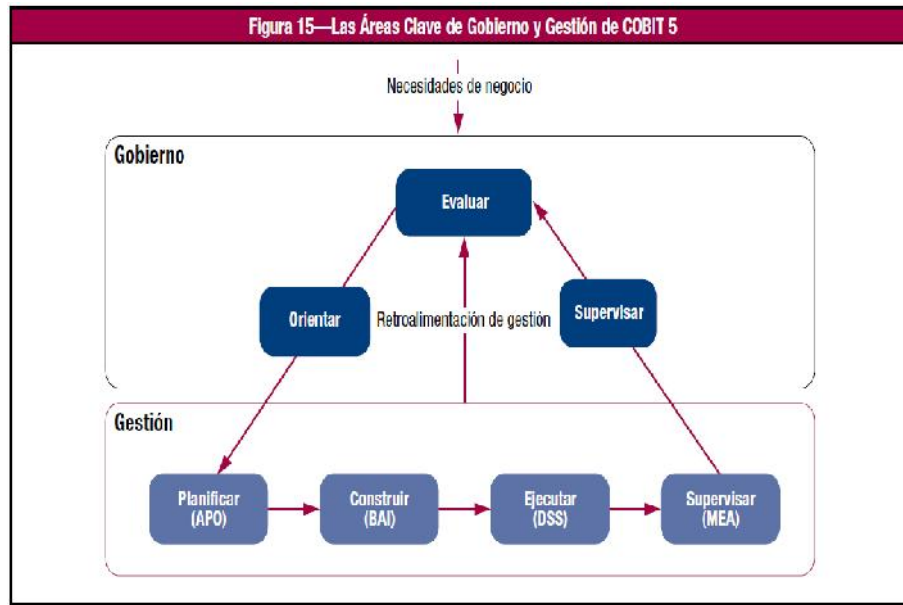 Figura 15—Las Áreas Clave de Gobierno y Gestión de COBIT 5
Necesidades de negocio
Gobierno
Evaluar
Orientar
Retroalimentación de gestión
Supervisar
Gestión
Planificar
(APO)
Construir
(BAI)
Ejecutar
(DSS)
Supervisar
(MEA)